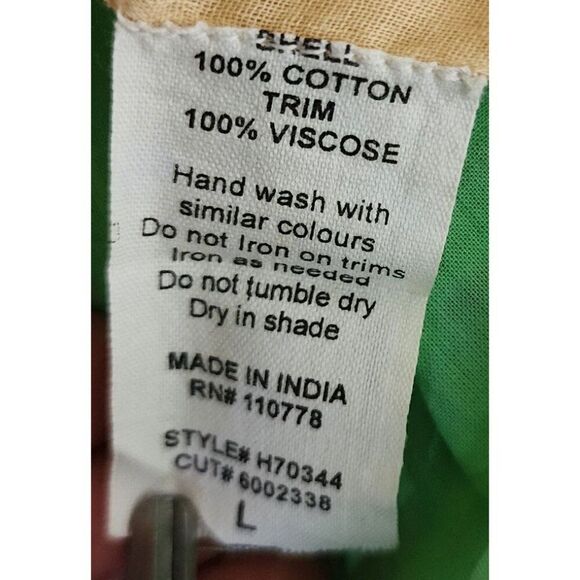 SHELL
100% COTTON
TRIM
100% VISCOSE
Hand wash with
similar colours
Do not Iron on trims
Iron as needed
Do not tumble dry
Dry in shade
MADE IN INDIA
RN# 110778
STYLE# H70344
CUT# 6002338
L